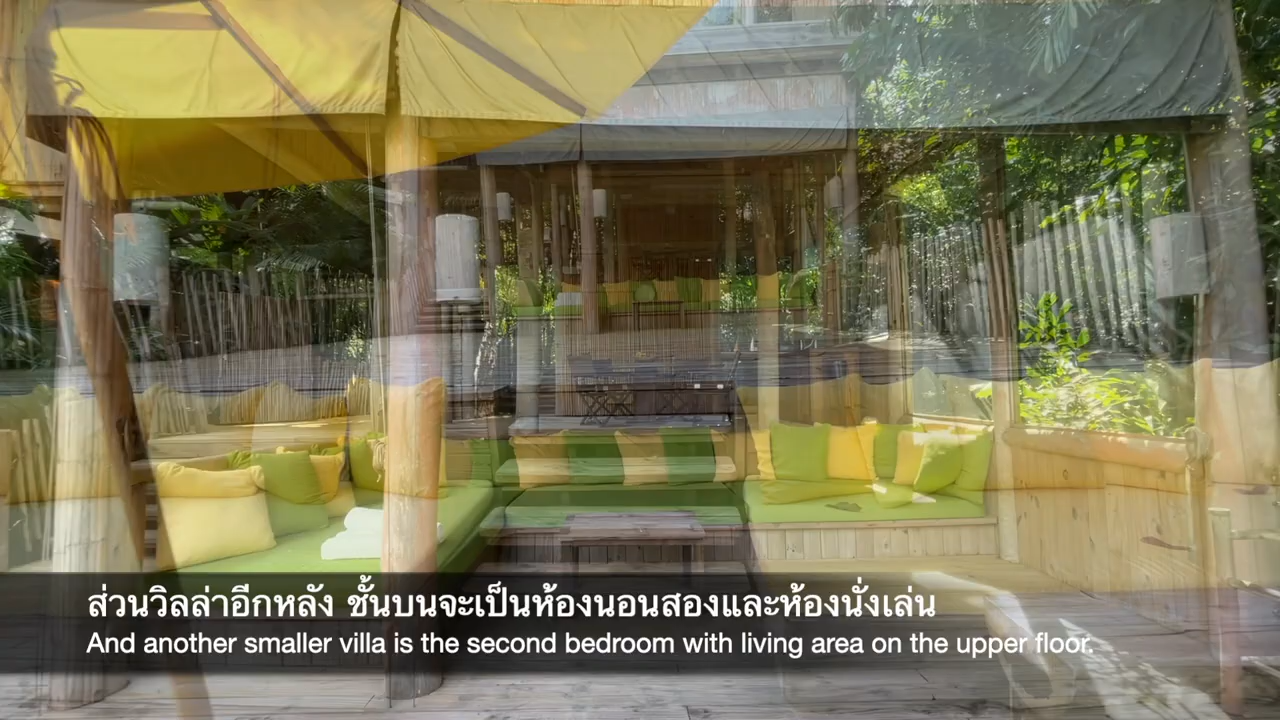 ส่วนวิลล่าอีกหลัง ชั้นบนจะเป็นห้องนอนสองและห้องนั่งเล่น
And another smaller villa is the second bedroom with living area on the upper floor.